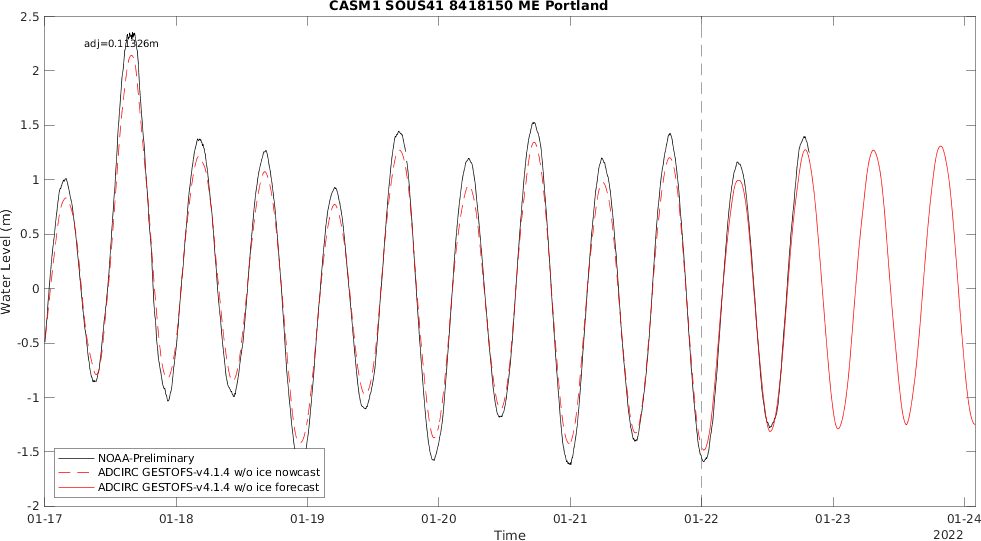 CASM1 SOUS41 8418150 ME Portland
adj=0.11326m
2.5
2
1.5
1
0.5
0
-0.5
-1
-1.5
-2
Water Level (m)
NOAA-Preliminary
ADCIRC GESTOFS-v4.1.4 w/o ice nowcast
ADCIRC GESTOFS-v4.1.4 w/o ice forecast
01-17 01-18 01-19 01-20 01-21 01-22 01-23 01-24
Time
2022